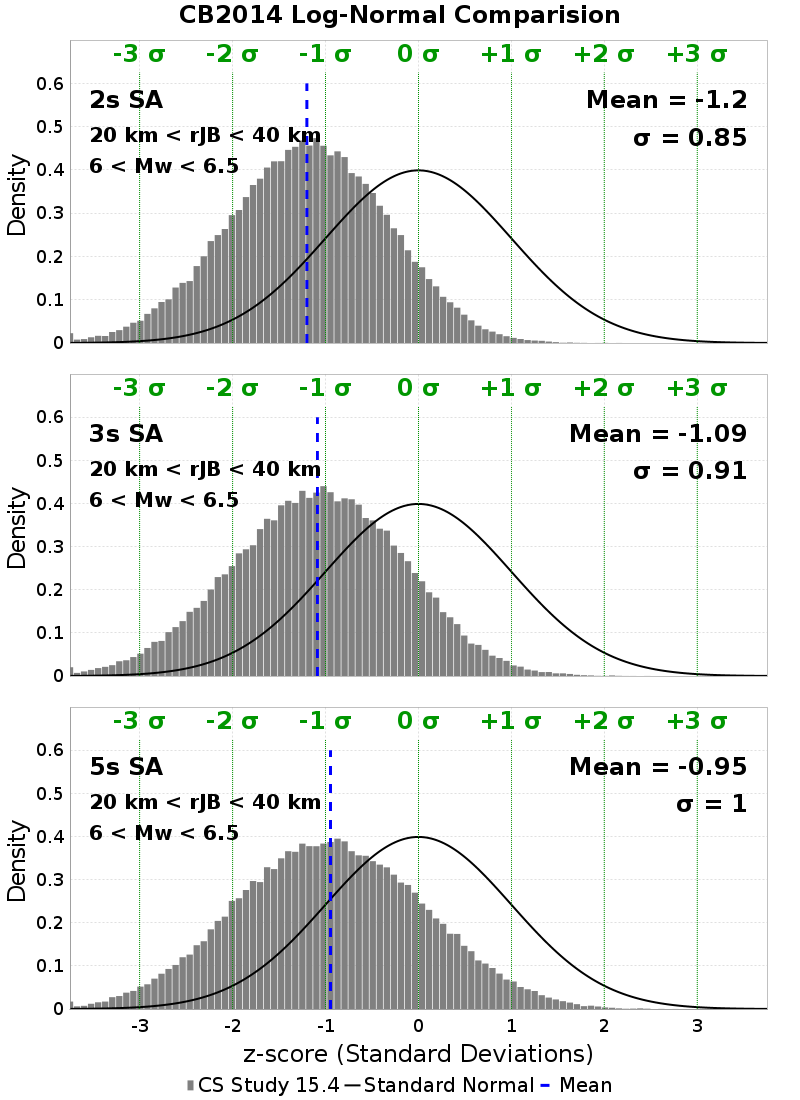 CB2014 Log-Normal Comparision
-3 σ -2 σ -1 σ 0 σ +1 σ +2 σ +3 σ
2s SA
Mean = -1.2
20 km < rJB < 40 km
σ = 0.85
6 < Mw < 6.5
Density
0.6
0.5
0.4
0.3
0.2
0.1
0
-3 σ -2 σ -1 σ 0 σ +1 σ +2 σ +3 σ
3s SA
Mean = -1.09
20 km < rJB < 40 km
σ = 0.91
6 < Mw < 6.5
Density
0.6
0.5
0.4
0.3
0.2
0.1
0
-3 σ -2 σ -1 σ 0 σ +1 σ +2 σ +3 σ
5s SA
Mean = -0.95
20 km < rJB < 40 km
σ = 1
6 < Mw < 6.5
Density
0.6
0.5
0.4
0.3
0.2
0.1
0
-3 -2 -1 0 1 2 3
z-score (Standard Deviations)
CS Study 15.4 Standard Normal Mean